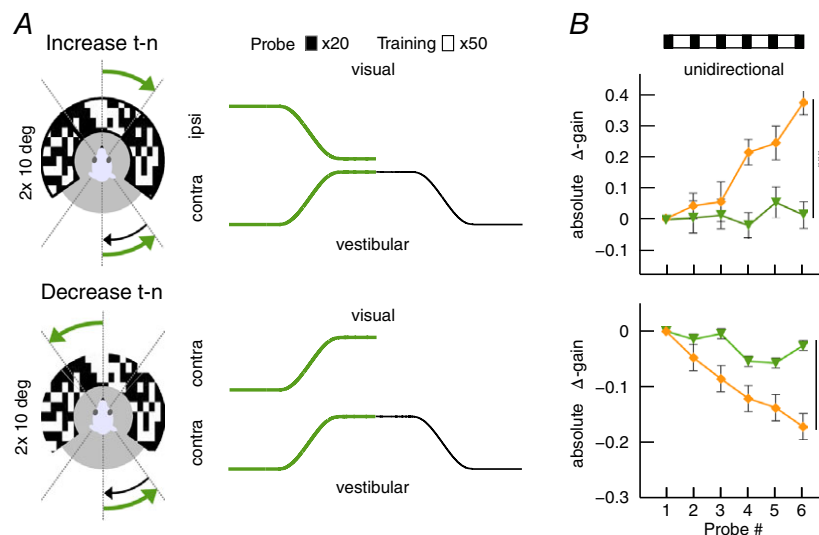 A
Increase t-n
Probe x20 Training x50
visual
ipsi
contra
2x 10 deg
vestibular
Decrease t-n
visual
contra
contra
2x 10 deg
vestibular
B
unidirectional
absolute Δ-gain
0.4
0.3
0.2
0.1
0
−0.1
absolute Δ-gain
0
−0.1
−0.2
−0.3
1 2 3 4 5 6
Probe #